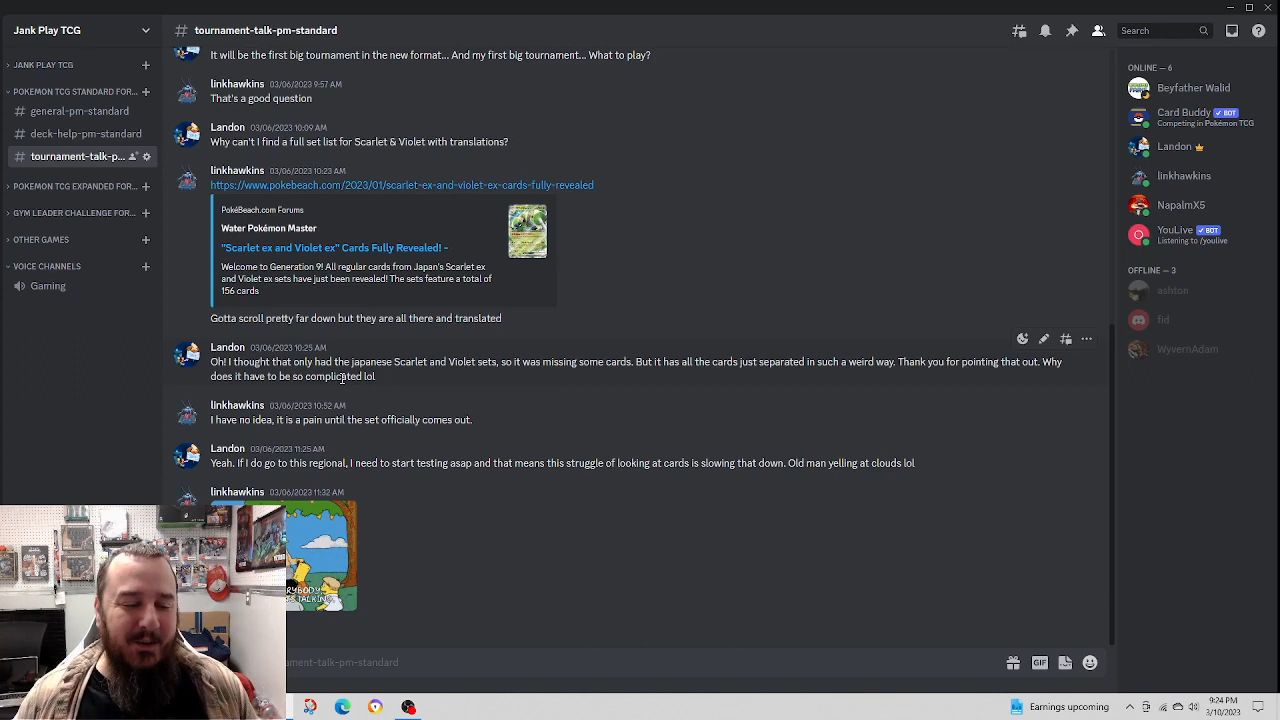 Jank Play TCG
# tournament-talk-pm-standard
Search
JANK PLAY TCG
POKEMON TCG STANDARD FOR...
# general-pm-standard
# deck-help-pm-standard
# tournament-talk-p...
POKEMON TCG EXPANDED FOR...
GYM LEADER CHALLENGE FOR...
OTHER GAMES
VOICE CHANNELS
Gaming
It will be the first big tournament in the new format... And my first big tournament... What to play?
linkhawkins 03/06/2023 9:57 AM
That's a good question
Landon 03/06/2023 10:09 AM
Why can't I find a full set list for Scarlet & Violet with translations?
linkhawkins 03/06/2023 10:23 AM
https://www.pokebeach.com/2023/01/scarlet-ex-and-violet-ex-cards-fully-revealed
PokéBeach.com Forums
Water Pokémon Master
"Scarlet ex and Violet ex" Cards Fully Revealed! -
Welcome to Generation 9! All regular cards from Japan's Scarlet ex
and Violet ex sets have just been revealed! The sets feature a total of
156 cards
Gotta scroll pretty far down but they are all there and translated
Landon 03/06/2023 10:25 AM
Oh! I thought that only had the japanese Scarlet and Violet sets, so it was missing some cards. But it has all the cards just separated in such a weird way. Thank you for pointing that out. Why
does it have to be so complicated lol
linkhawkins 03/06/2023 10:52 AM
I have no idea, it is a pain until the set officially comes out.
Landon 03/06/2023 11:25 AM
Yeah. If I do go to this regional, I need to start testing asap and that means this struggle of looking at cards is slowing that down. Old man yelling at clouds lol
linkhawkins 03/06/2023 11:32 AM
RYBODY
TALKING
ament-talk-pm-standard
GIF
ONLINE — 6
Beyfather Walid
Card Buddy BOT
Competing in Pokémon TCG
Landon
linkhawkins
NapalmX5
YouLive BOT
Listening to /youlive
OFFLINE — 3
ashton
fid
WyvernAdam
Earnings upcoming
9:24 PM
3/10/2023